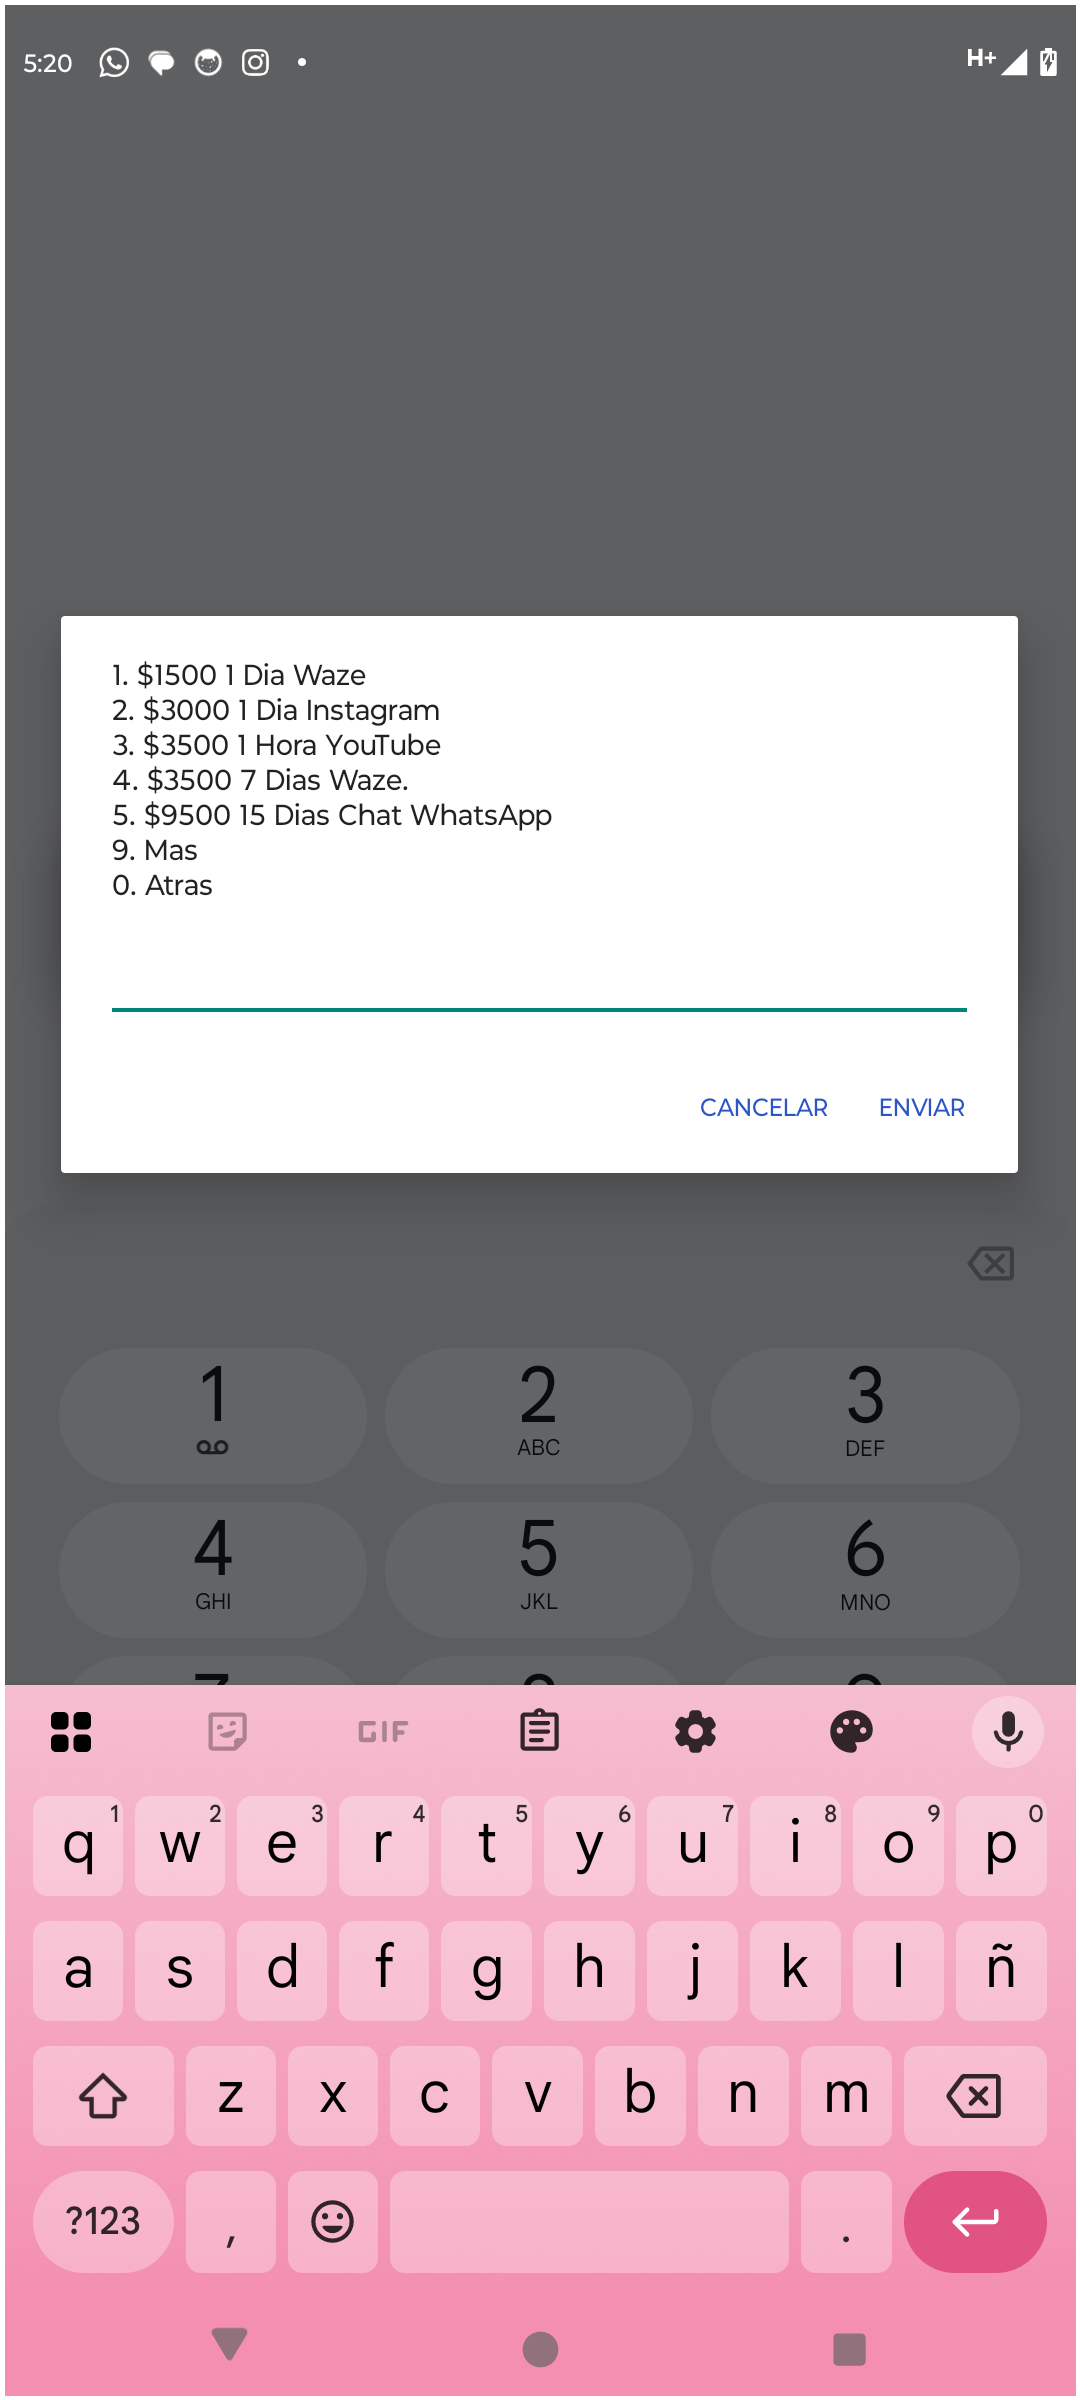 5:20
H+
1. $1500 1 Dia Waze
2. $3000 1 Dia Instagram
3. $3500 1 Hora YouTube
4. $3500 7 Dias Waze.
5. $9500 15 Dias Chat WhatsApp
9. Mas
0. Atras
CANCELAR ENVIAR
1 2 3
ABC DEF
4 5 6
GHI JKL MNO
GIF
1 2 3 4 5 6 7 8 9 0
q w e r t y u i o p
a s d f g h j k l ñ
z x c v b n m
?123 , .